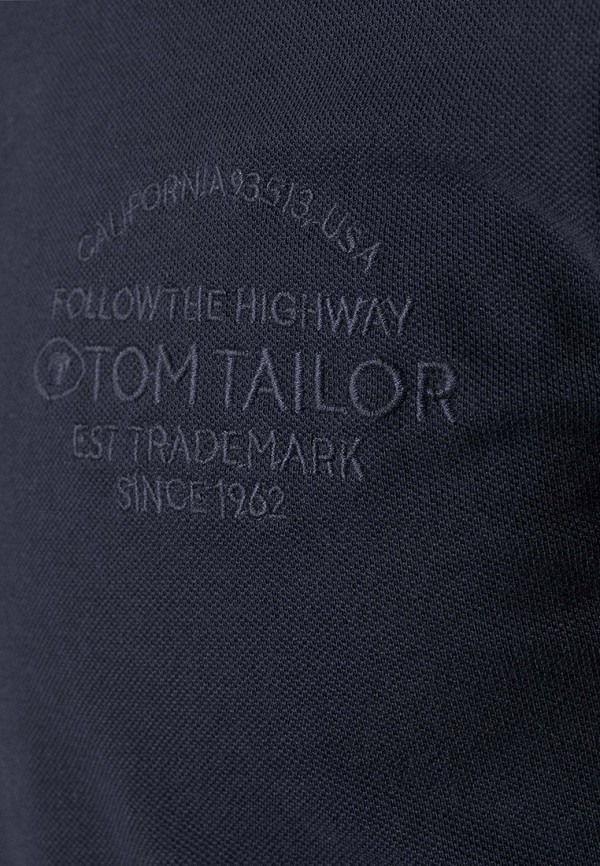 CALIFORNIA 93513, USA
FOLLOW THE HIGHWAY
TOM TAILOR
EST TRADEMARK
SINCE 1962